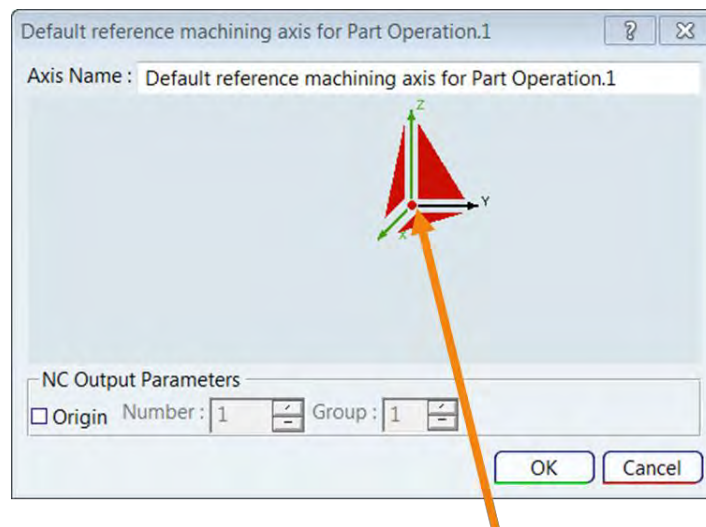 Default reference machining axis for Part Operation.1
Axis Name : Default reference machining axis for Part Operation.1
Z
Y
X
NC Output Parameters
Origin Number : 1 Group : 1
OK Cancel